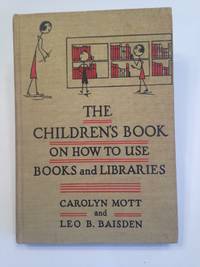 THE
CHILDREN'S BOOK
ON HOW TO USE
BOOKS and LIBRARIES
CAROLYN MOTT
and
LEO B. BAISDEN